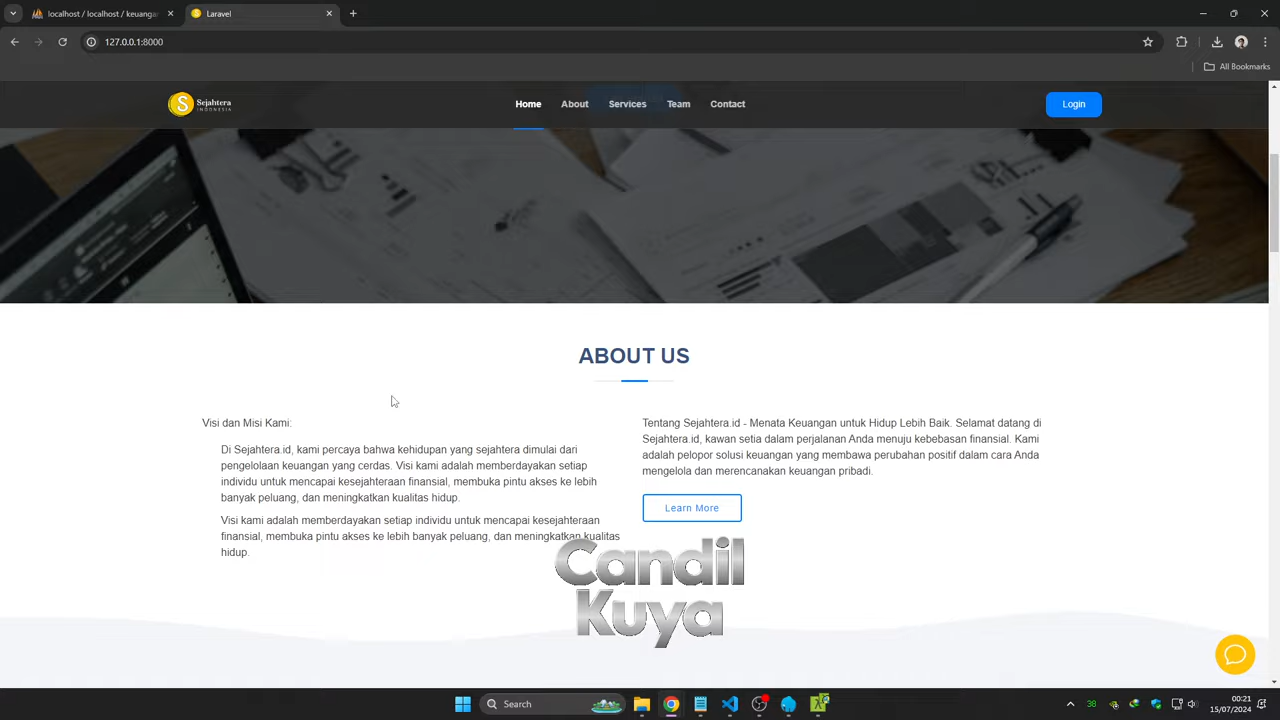 localhost / localhost / keuang
Laravel
127.0.0.1:8000
All Bookmarks
S Sejahtera
INDONESIA
Home About Services Team Contact
Login
ABOUT US
Visi dan Misi Kami:
Di Sejahtera.id, kami percaya bahwa kehidupan yang sejahtera dimulai dari
pengelolaan keuangan yang cerdas. Visi kami adalah memberdayakan setiap
individu untuk mencapai kesejahteraan finansial, membuka pintu akses ke lebih
banyak peluang, dan meningkatkan kualitas hidup.
Visi kami adalah memberdayakan setiap individu untuk mencapai kesejahteraan
finansial, membuka pintu akses ke lebih banyak peluang, dan meningkatkan kualitas
hidup.
Tentang Sejahtera.id - Menata Keuangan untuk Hidup Lebih Baik. Selamat datang di
Sejahtera.id, kawan setia dalam perjalanan Anda menuju kebebasan finansial. Kami
adalah pelopor solusi keuangan yang membawa perubahan positif dalam cara Anda
mengelola dan merencanakan keuangan pribadi.
Learn More
Candil
Kuya
Search
38
00:21
15/07/2024